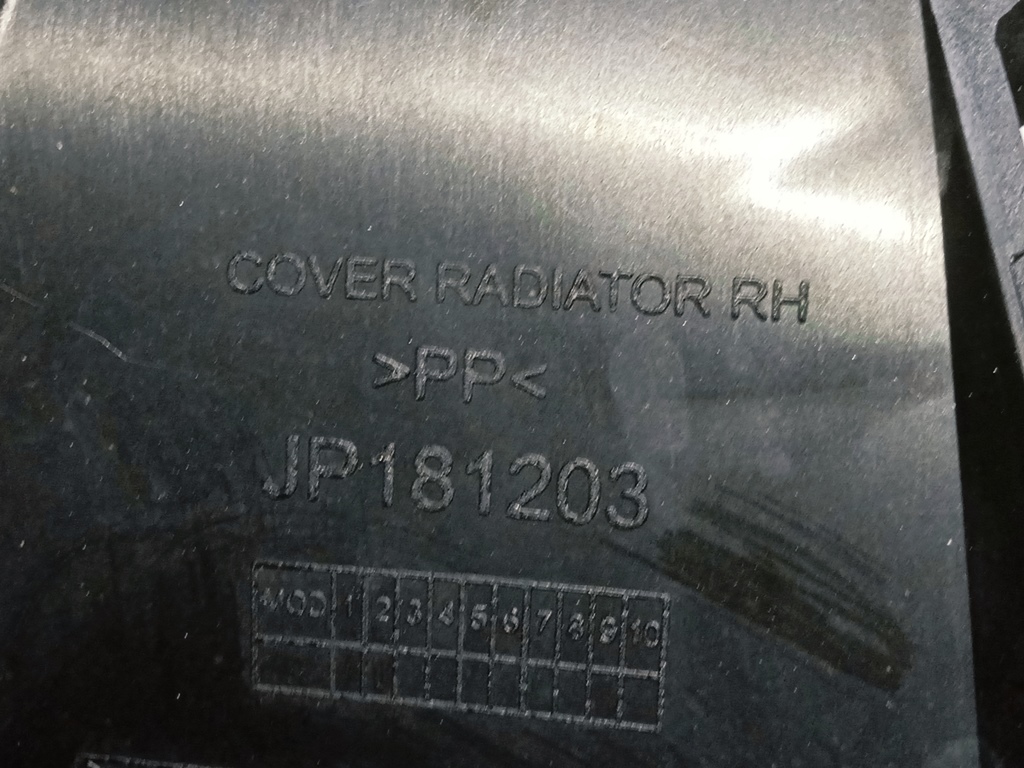 COVER RADIATOR RH
>PP<
JP181203
MOD 1 2 3 4 5 6 7 8 9 10